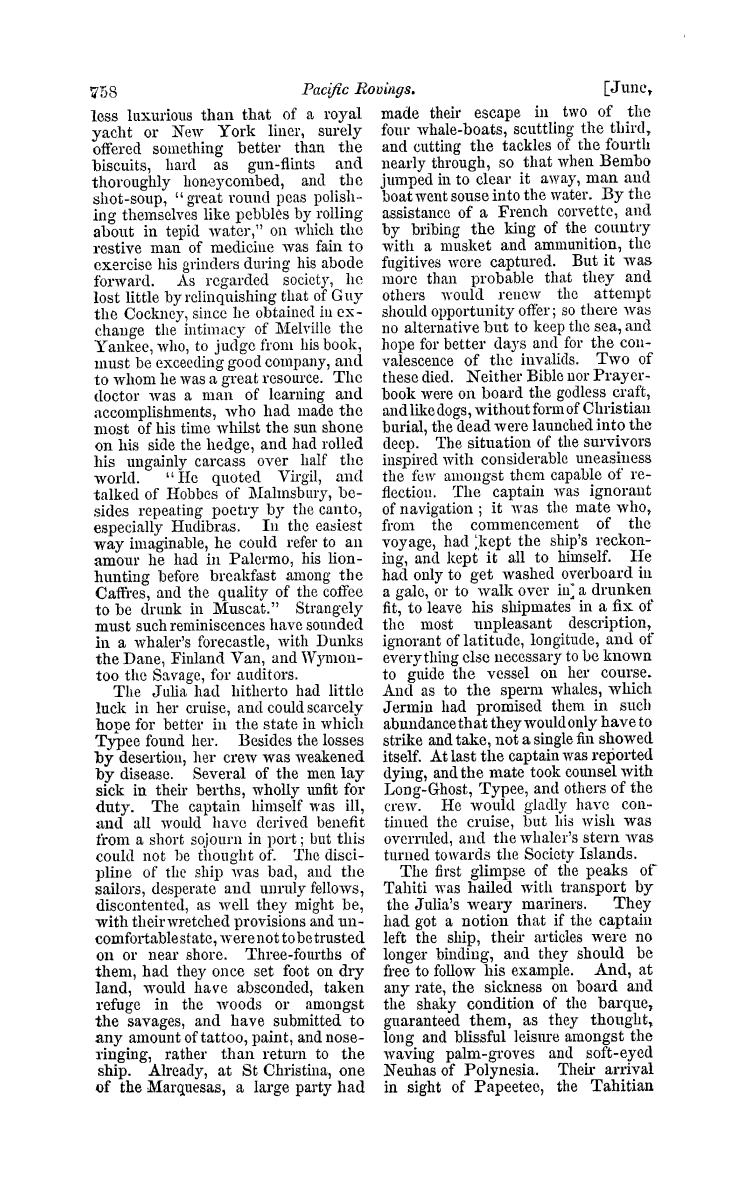 758
Pacific Rovings.
[June,
less luxurious than that of a royal
yacht or New York liner, surely
offered something better than the
biscuits, hard as gun-flints and
thoroughly honeycombed, and the
shot-soup, "great round peas polish-
ing themselves like pebbles by rolling
about in tepid water," on which the
restive man of medicine was fain to
exercise his grinders during his abode
forward. As regarded society, he
lost little by relinquishing that of Guy
the Cockney, since he obtained in ex-
change the intimacy of Melville the
Yankee, who, to judge from his book,
must be exceeding good company, and
to whom he was a great resource. The
doctor was a man of learning and
accomplishments, who had made the
most of his time whilst the sun shone
on his side the hedge, and had rolled
his ungainly carcass over half the
world. "He quoted Virgil, and
talked of Hobbes of Malmsbury, be-
sides repeating poetry by the canto,
especially Hudibras. In the easiest
way imaginable, he could refer to an
amour he had in Palermo, his lion-
hunting before breakfast among the
Caffres, and the quality of the coffee
to be drunk in Muscat." Strangely
must such reminiscences have sounded
in a whaler's forecastle, with Dunks
the Dane, Finland Van, and Wymon-
too the Savage, for auditors.
The Julia had hitherto had little
luck in her cruise, and could scarcely
hope for better in the state in which
Typee found her. Besides the losses
by desertion, her crew was weakened
by disease. Several of the men lay
sick in their berths, wholly unfit for
duty. The captain himself was ill,
and all would have derived benefit
from a short sojourn in port; but this
could not be thought of. The disci-
pline of the ship was bad, and the
sailors, desperate and unruly fellows,
discontented, as well they might be,
with their wretched provisions and un-
comfortable state, were not to be trusted
on or near shore. Three-fourths of
them, had they once set foot on dry
land, would have absconded, taken
refuge in the woods or amongst
the savages, and have submitted to
any amount of tattoo, paint, and nose-
ringing, rather than return to the
ship. Already, at St Christina, one
of the Marquesas, a large party had
made their escape in two of the
four whale-boats, scuttling the third,
and cutting the tackles of the fourth
nearly through, so that when Bembo
jumped in to clear it away, man and
boat went souse into the water. By the
assistance of a French corvette, and
by bribing the king of the country
with a musket and ammunition, the
fugitives were captured. But it was
more than probable that they and
others would renew the attempt
should opportunity offer; so there was
no alternative but to keep the sea, and
hope for better days and for the con-
valescence of the invalids. Two of
these died. Neither Bible nor Prayer-
book were on board the godless craft,
and like dogs, without form of Christian
burial, the dead were launched into the
deep. The situation of the survivors
inspired with considerable uneasiness
the few amongst them capable of re-
flection. The captain was ignorant
of navigation; it was the mate who,
from the commencement of the
voyage, had kept the ship's reckon-
ing, and kept it all to himself. He
had only to get washed overboard in
a gale, or to walk over in a drunken
fit, to leave his shipmates in a fix of
the most unpleasant description,
ignorant of latitude, longitude, and of
everything else necessary to be known
to guide the vessel on her course.
And as to the sperm whales, which
Jermin had promised them in such
abundance that they would only have to
strike and take, not a single fin showed
itself. At last the captain was reported
dying, and the mate took counsel with
Long-Ghost, Typee, and others of the
crew. He would gladly have con-
tinued the cruise, but his wish was
overruled, and the whaler's stern was
turned towards the Society Islands.
The first glimpse of the peaks of
Tahiti was hailed with transport by
the Julia's weary mariners. They
had got a notion that if the captain
left the ship, their articles were no
longer binding, and they should be
free to follow his example. And, at
any rate, the sickness on board and
the shaky condition of the barque,
guaranteed them, as they thought,
long and blissful leisure amongst the
waving palm-groves and soft-eyed
Neuhas of Polynesia. Their arrival
in sight of Papeetee, the Tahitian